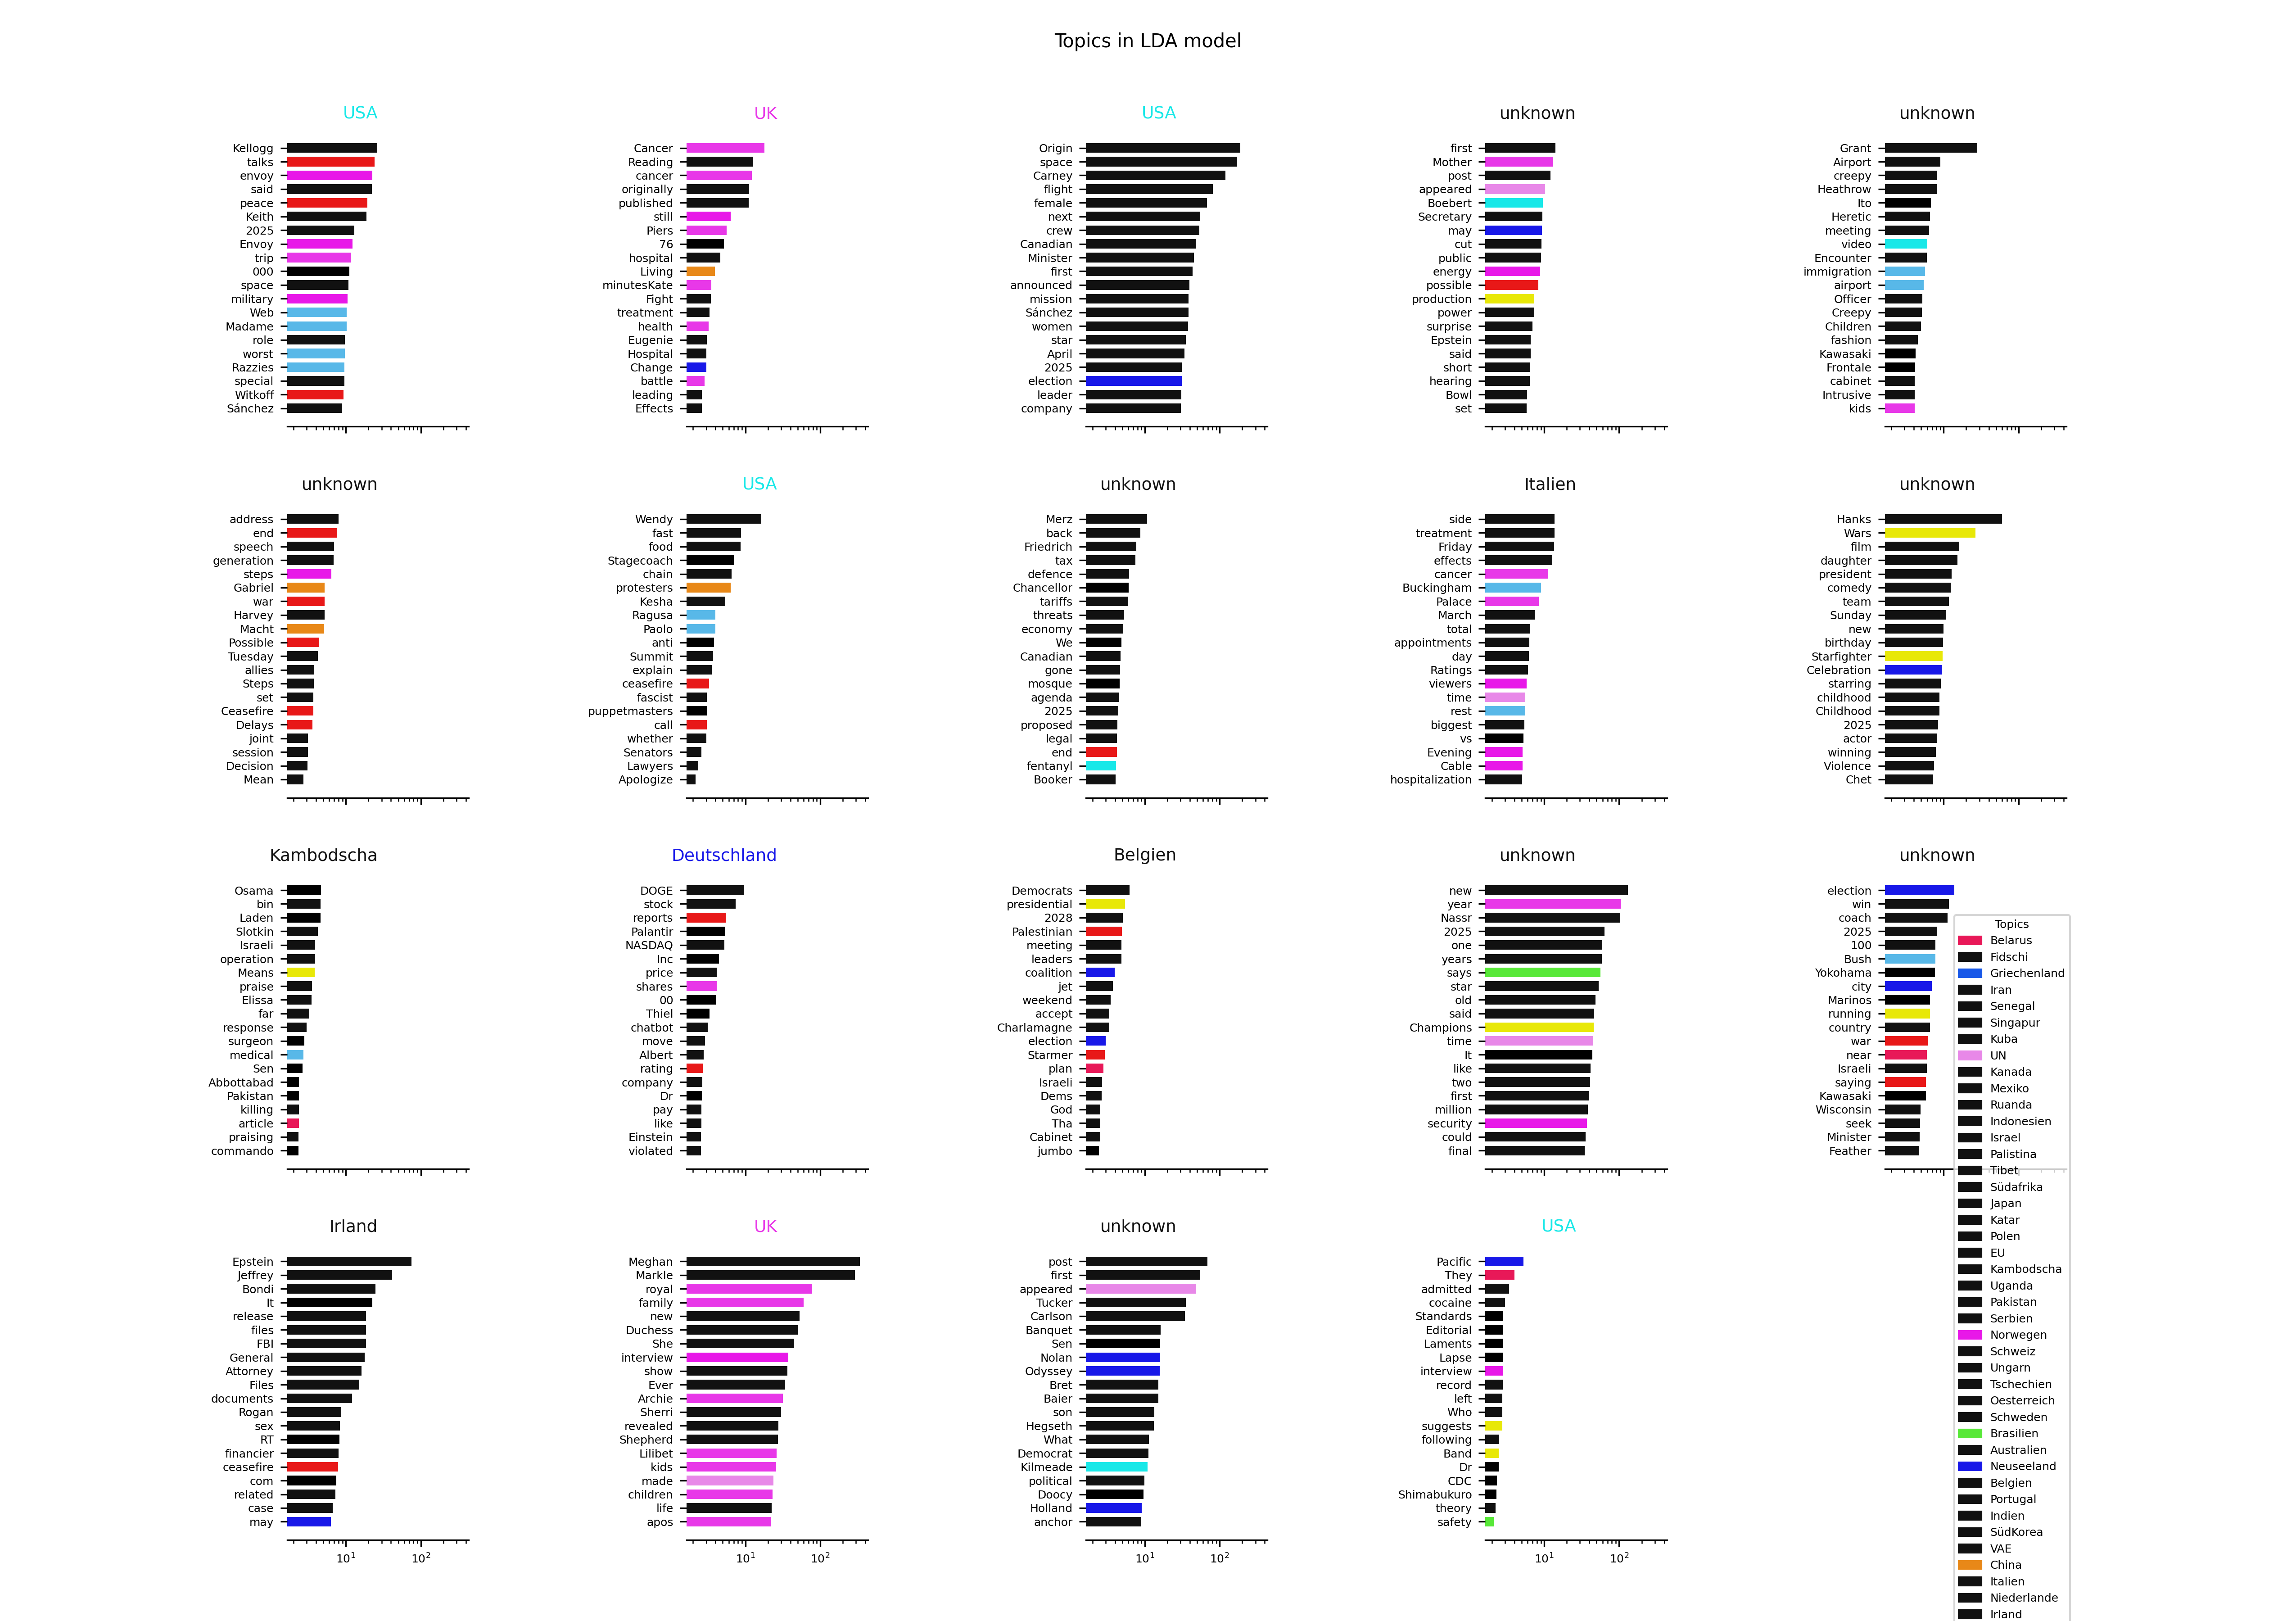 Topics in LDA model
USA
Kellogg
talks
envoy
said
peace
Keith
2025
Envoy
trip
000
space
military
Web
Madame
role
worst
Razzies
special
Witkoff
Sánchez
UK
Cancer
Reading
cancer
originally
published
still
Piers
76
hospital
Living
minutesKate
Fight
treatment
health
Eugenie
Hospital
Change
battle
leading
Effects
USA
Origin
space
Carney
flight
female
next
crew
Canadian
Minister
first
announced
mission
Sánchez
women
star
April
2025
election
leader
company
unknown
first
Mother
post
appeared
Boebert
Secretary
may
cut
public
energy
possible
production
power
surprise
Epstein
said
short
hearing
Bowl
set
unknown
Grant
Airport
creepy
Heathrow
Ito
Heretic
meeting
video
Encounter
immigration
airport
Officer
Creepy
Children
fashion
Kawasaki
Frontale
cabinet
Intrusive
kids
unknown
address
end
speech
generation
steps
Gabriel
war
Harvey
Macht
Possible
Tuesday
allies
Steps
set
Ceasefire
Delays
joint
session
Decision
Mean
USA
Wendy
fast
food
Stagecoach
chain
protesters
Kesha
Ragusa
Paolo
anti
Summit
explain
ceasefire
fascist
puppetmasters
call
whether
Senators
Lawyers
Apologize
unknown
Merz
back
Friedrich
tax
defence
Chancellor
tariffs
threats
economy
We
Canadian
gone
mosque
agenda
2025
proposed
legal
end
fentanyl
Booker
Italien
side
treatment
Friday
effects
cancer
Buckingham
Palace
March
total
appointments
day
Ratings
viewers
time
rest
biggest
vs
Evening
Cable
hospitalization
unknown
Hanks
Wars
film
daughter
president
comedy
team
Sunday
new
birthday
Starfighter
Celebration
starring
childhood
Childhood
2025
actor
winning
Violence
Chet
Kambodscha
Osama
bin
Laden
Slotkin
Israeli
operation
Means
praise
Elissa
far
response
surgeon
medical
Sen
Abbottabad
Pakistan
killing
article
praising
commando
Deutschland
DOGE
stock
reports
Palantir
NASDAQ
Inc
price
shares
00
Thiel
chatbot
move
Albert
rating
company
Dr
pay
like
Einstein
violated
Belgien
Democrats
presidential
2028
Palestinian
meeting
leaders
coalition
jet
weekend
accept
Charlamagne
election
Starmer
plan
Israeli
Dems
God
Tha
Cabinet
jumbo
unknown
new
year
Nassr
2025
one
years
says
star
old
said
Champions
time
It
like
two
first
million
security
could
final
unknown
election
win
coach
2025
100
Bush
Yokohama
city
Marinos
running
country
war
near
Israeli
saying
Kawasaki
Wisconsin
seek
Minister
Feather
Irland
Epstein
Jeffrey
Bondi
It
release
files
FBI
General
Attorney
Files
documents
Rogan
sex
RT
financier
ceasefire
com
related
case
may
10¹ 10²
UK
Meghan
Markle
royal
family
new
Duchess
She
interview
show
Ever
Archie
Sherri
revealed
Shepherd
Lilibet
kids
made
children
life
apos
10¹ 10²
unknown
post
first
appeared
Tucker
Carlson
Banquet
Sen
Nolan
Odyssey
Bret
Baier
son
Hegseth
What
Democrat
Kilmeade
political
Doocy
Holland
anchor
10¹ 10²
USA
Pacific
They
admitted
cocaine
Standards
Editorial
Laments
Lapse
interview
record
left
Who
suggests
following
Band
Dr
CDC
Shimabukuro
theory
safety
10¹ 10²
Topics
Belarus
Fidschi
Griechenland
Iran
Senegal
Singapur
Kuba
UN
Kanada
Mexiko
Ruanda
Indonesien
Israel
Palistina
Tibet
Südafrika
Japan
Katar
Polen
EU
Kambodscha
Uganda
Pakistan
Serbien
Norwegen
Schweiz
Ungarn
Tschechien
Oesterreich
Schweden
Brasilien
Australien
Neuseeland
Belgien
Portugal
Indien
SüdKorea
VAE
China
Italien
Niederlande
Irland